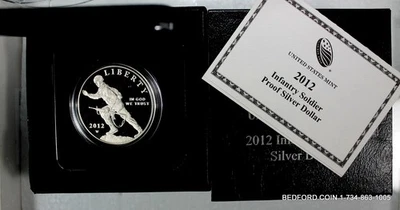 LIBERTY
IN GOD
WE TRUST
2012
UNITED STATES MINT
2012
Infantry Soldier
Proof Silver Dollar
2012 Inf
Silver D
BEDFORD.COIN 1-734-863-1005